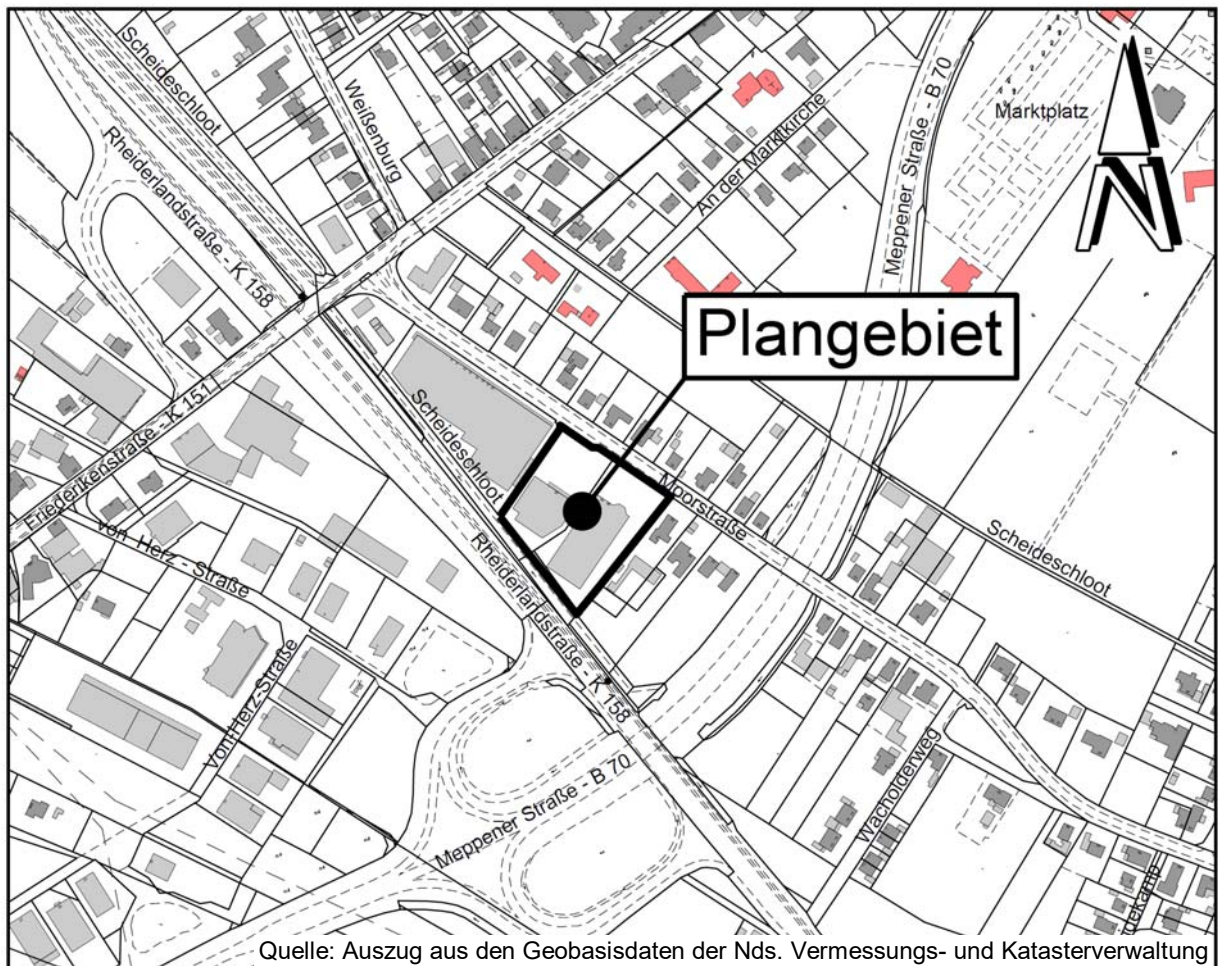 Scheideschloot
Weißenburg
Rheiderlandstraße - K 158
An der Marktkirche
Meppener Straße - B 70
Marktplatz
N
Plangebiet
Friederikenstraße - K 151
Scheideschloot
Moorstraße
von Herz - Straße
Rheiderlandstraße - K 158
Scheideschloot
Von-Herz-Straße
Meppener Straße - B 70
Wacholderweg
Quelle: Auszug aus den Geobasisdaten der Nds. Vermessungs- und Katasterverwaltung